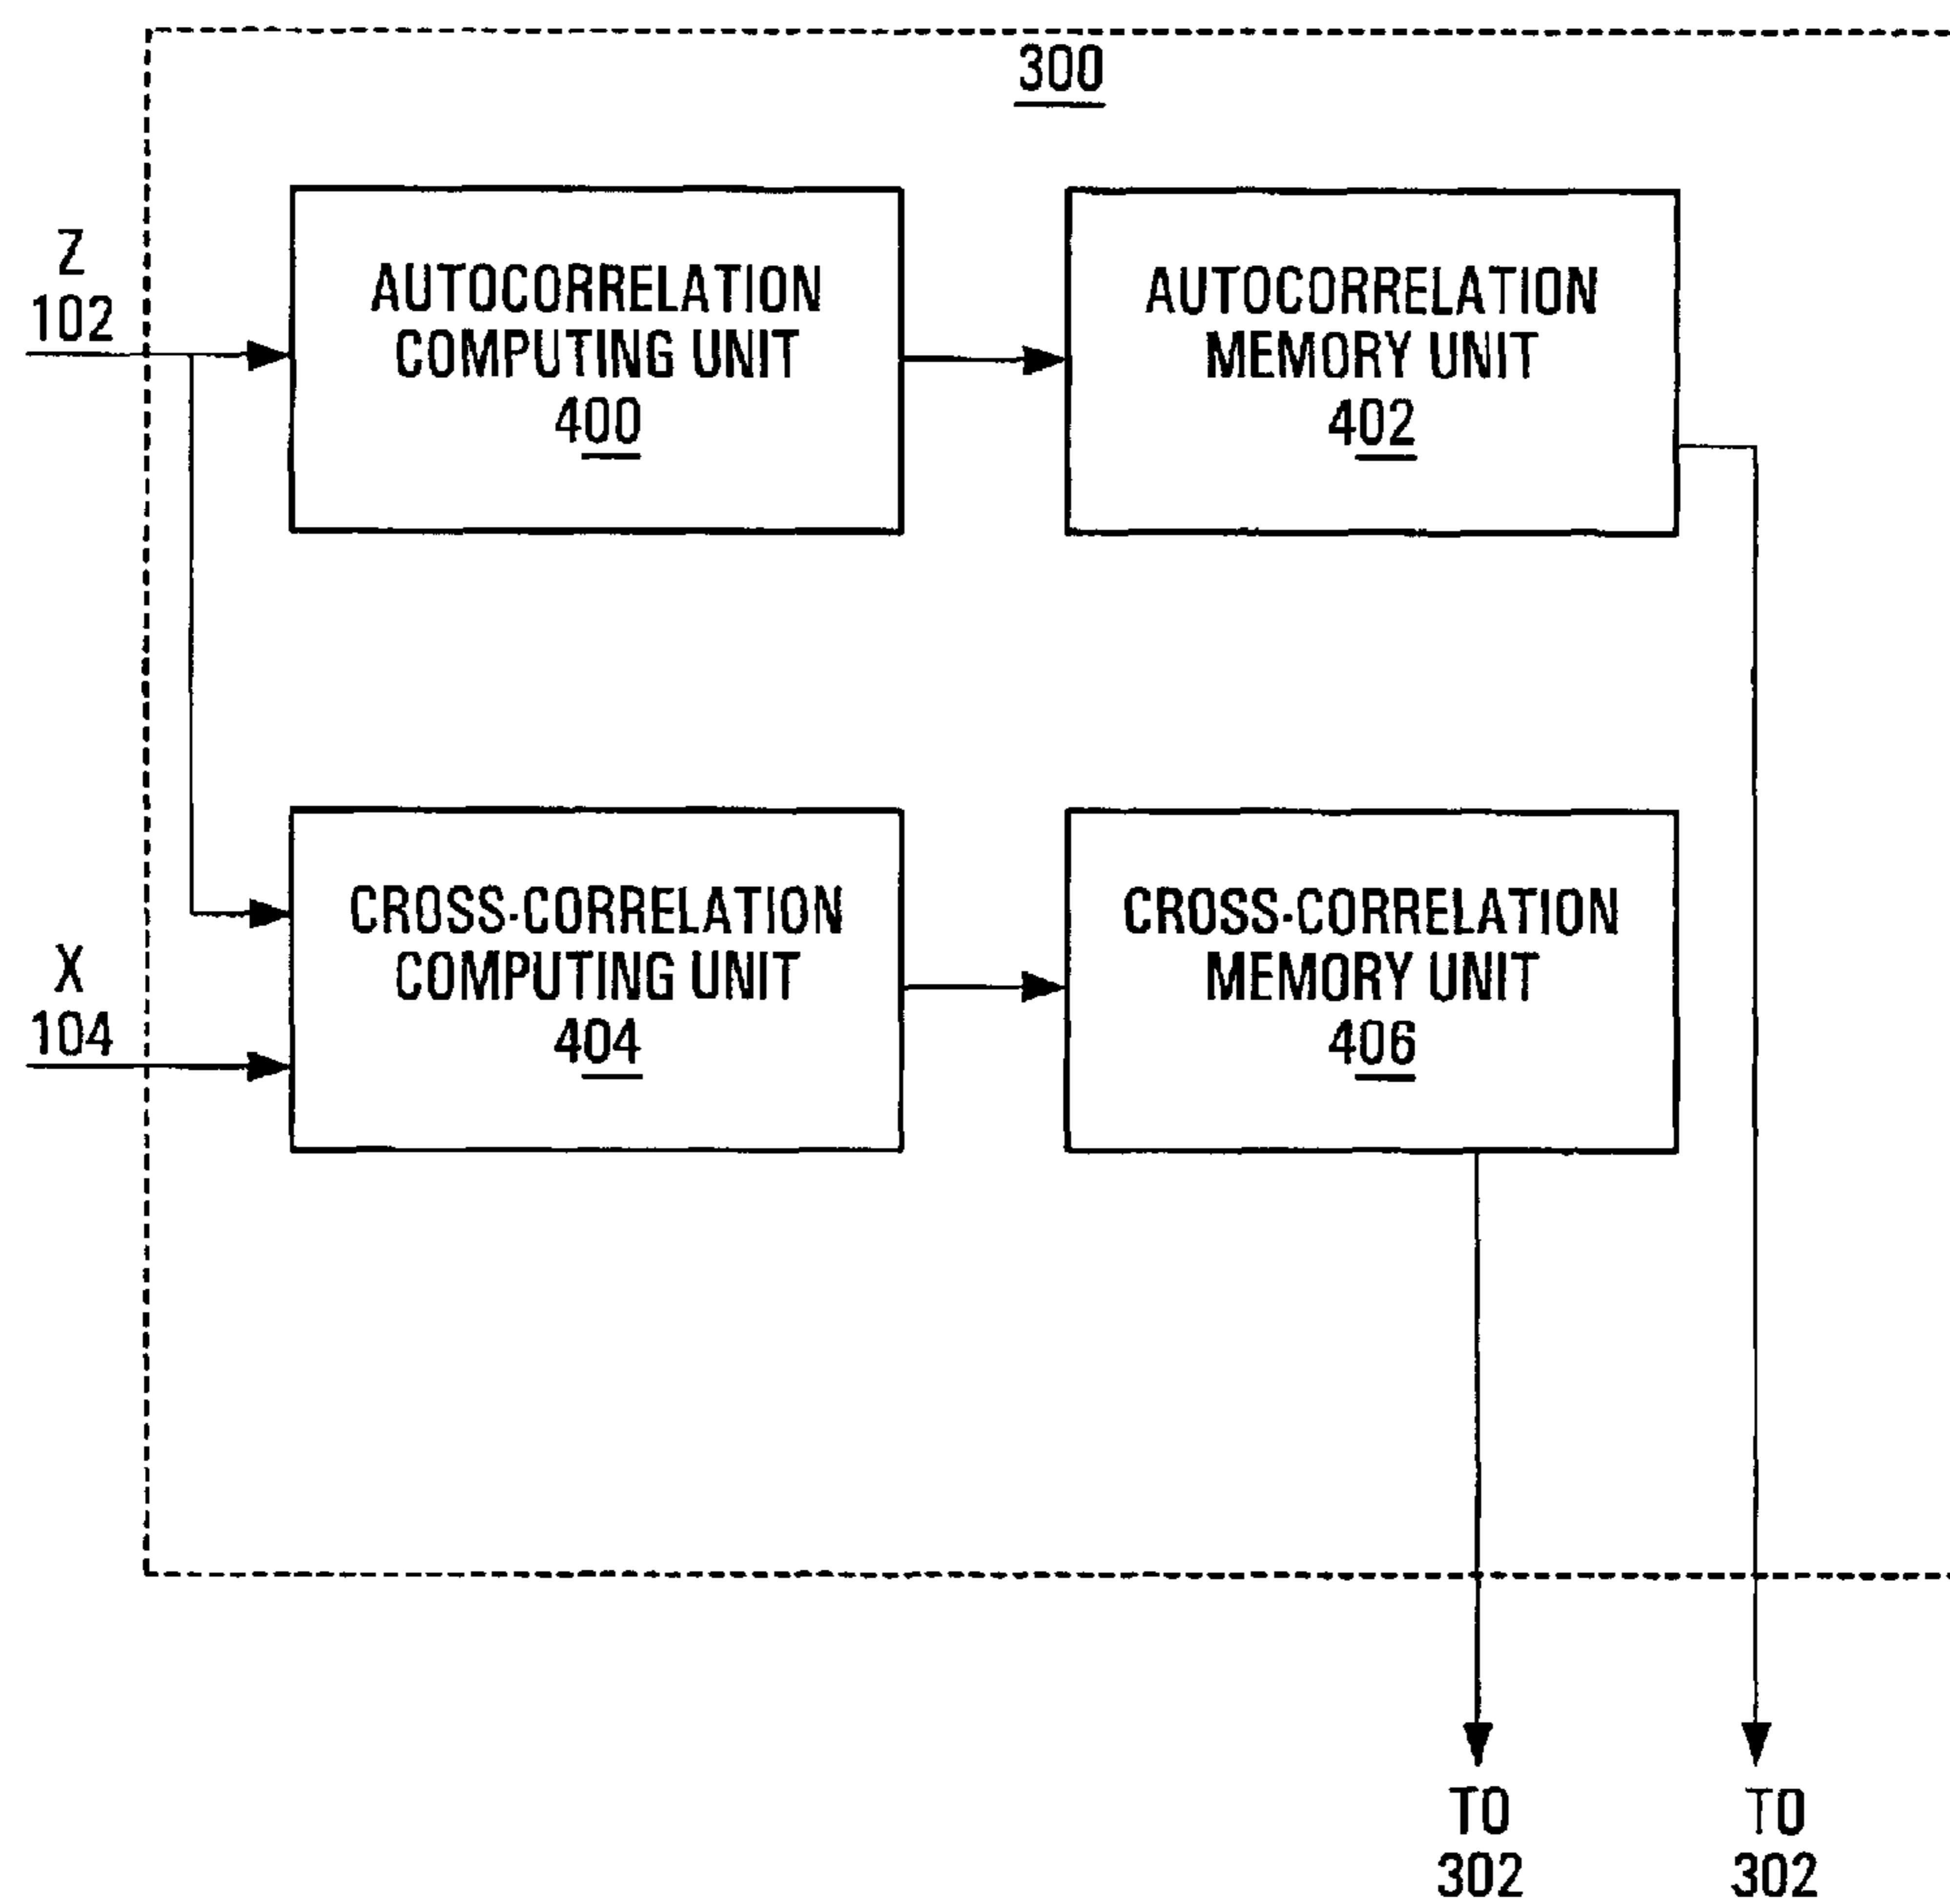 300
Z
102
AUTOCORRELATION
COMPUTING UNIT
400
AUTOCORRELATION
MEMORY UNIT
402
X
104
CROSS-CORRELATION
COMPUTING UNIT
404
CROSS-CORRELATION
MEMORY UNIT
406
TO
302
TO
302